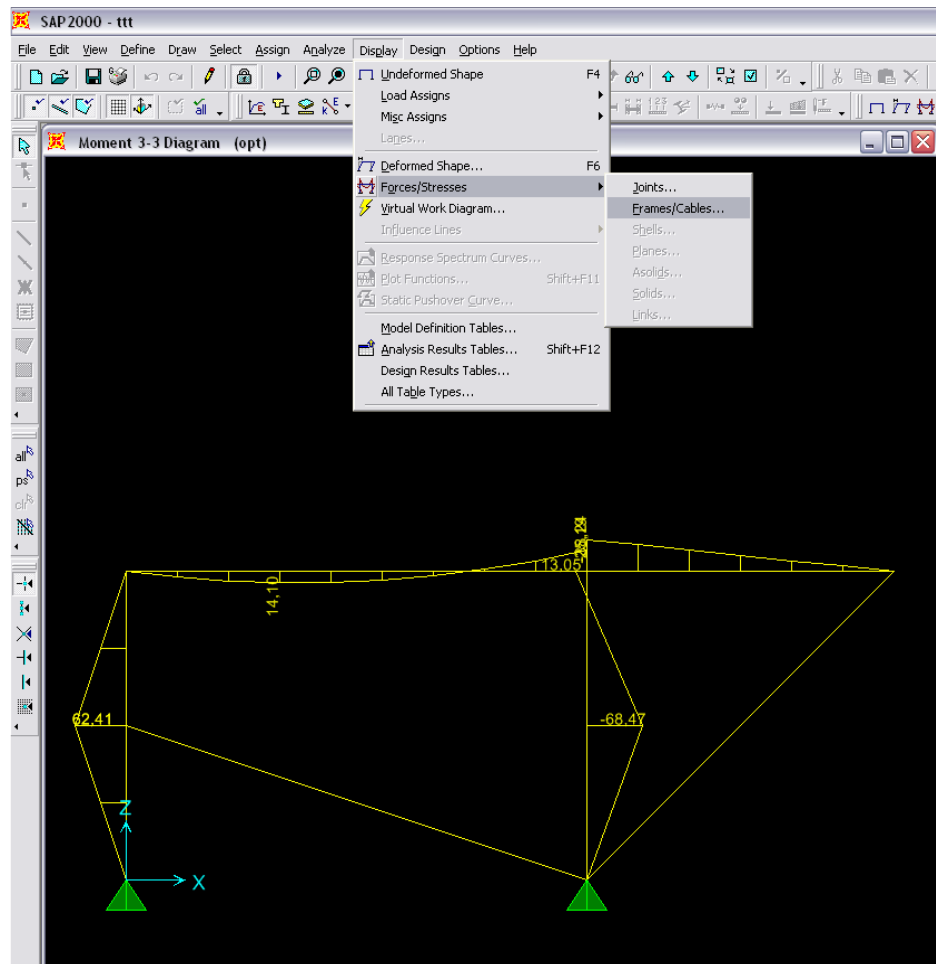 SAP2000 - ttt
File Edit View Define Draw Select Assign Analyze Display Design Options Help
Moment 3-3 Diagram (opt)
Undeformed Shape F4
Load Assigns
Misc Assigns
Lanes...
Deformed Shape... F6
Forces/Stresses
Virtual Work Diagram...
Influence Lines
Response Spectrum Curves...
Plot Functions... Shift+F11
Static Pushover Curve...
Model Definition Tables...
Analysis Results Tables... Shift+F12
Design Results Tables...
All Table Types...
Joints...
Frames/Cables...
Shells...
Planes...
Asolids...
Solids...
Links...
all
ps
clr
13,05
14,10
62,41
-68,47
Z
X